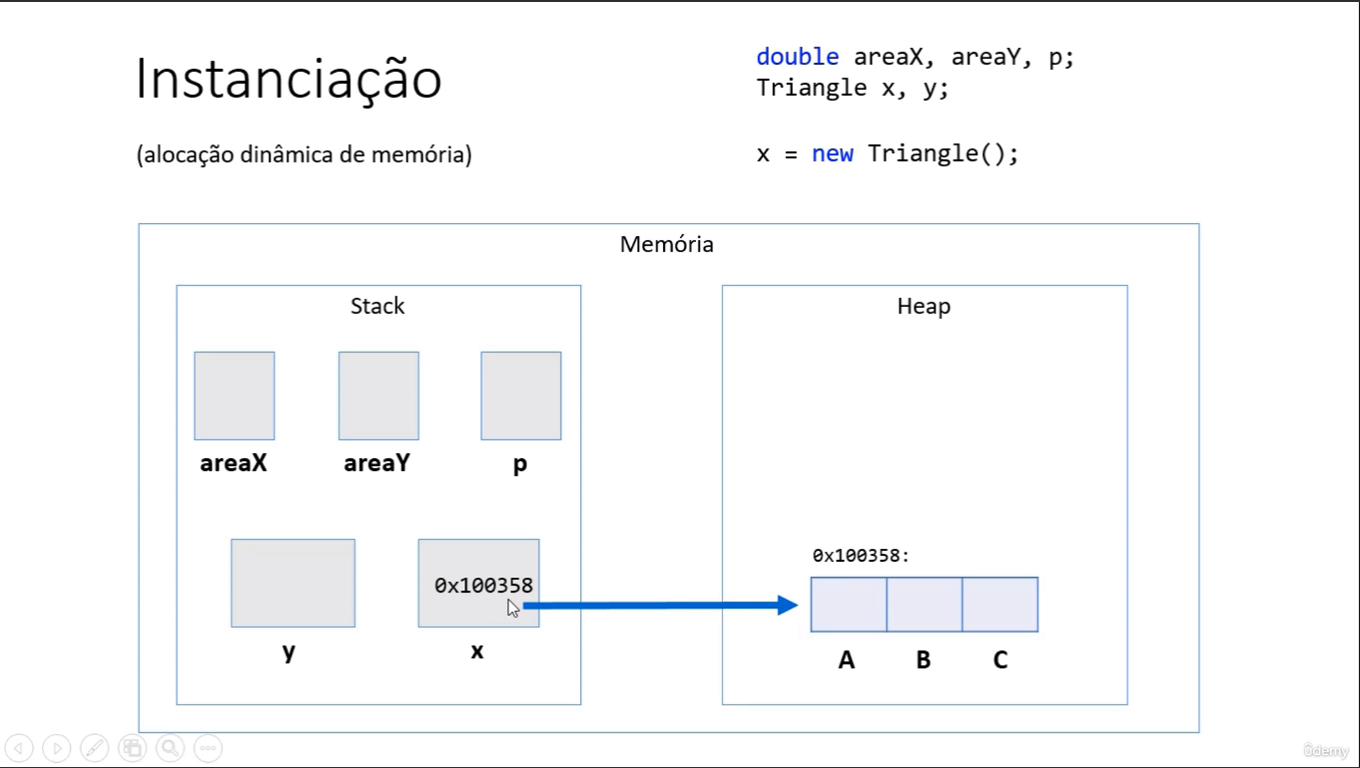 Instanciação
(alocação dinâmica de memória)
double areaX, areaY, p;
Triangle x, y;
x = new Triangle();
Memória
Stack
areaX areaY p
0x100358
y x
Heap
0x100358:
A B C
ûdemy